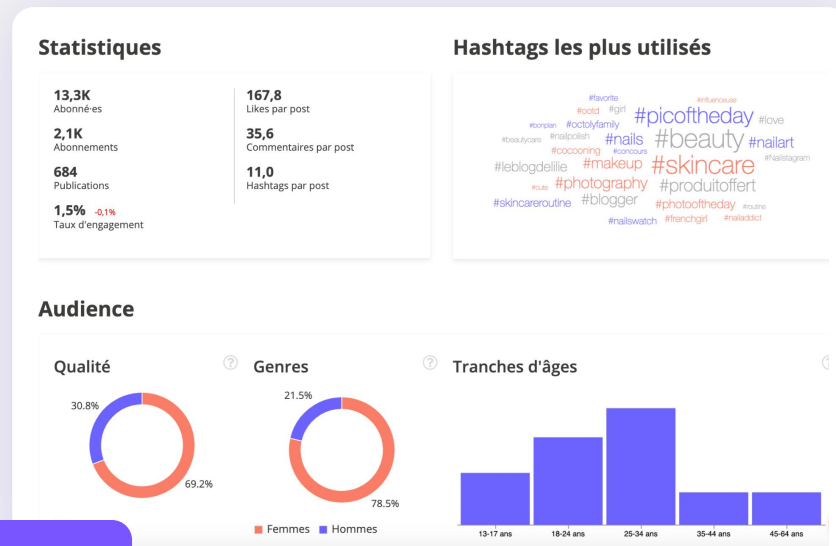 Statistiques
13,3K
Abonné·es
2,1K
Abonnements
684
Publications
1,5% -0,1%
Taux d'engagement
167,8
Likes par post
35,6
Commentaires par post
11,0
Hashtags par post
Hashtags les plus utilisés
#favorite
#influenceuse
#ootd #girl
#picoftheday #love
#bonplan #octolyfamily
#beautycare #nailpolish #nails #beauty #nailart
#cocooning #concours
#leblogdelilie #makeup #skincare #Nailstagram
#cute #photography #produitoffert
#skincareroutine #blogger #photooftheday #routine
#nailswatch #frenchgirl #nailaddict
Audience
Qualité ?
30.8%
69.2%
Genres ?
21.5%
78.5%
Femmes Hommes
Tranches d'âges
13-17 ans 18-24 ans 25-34 ans 35-44 ans 45-64 ans